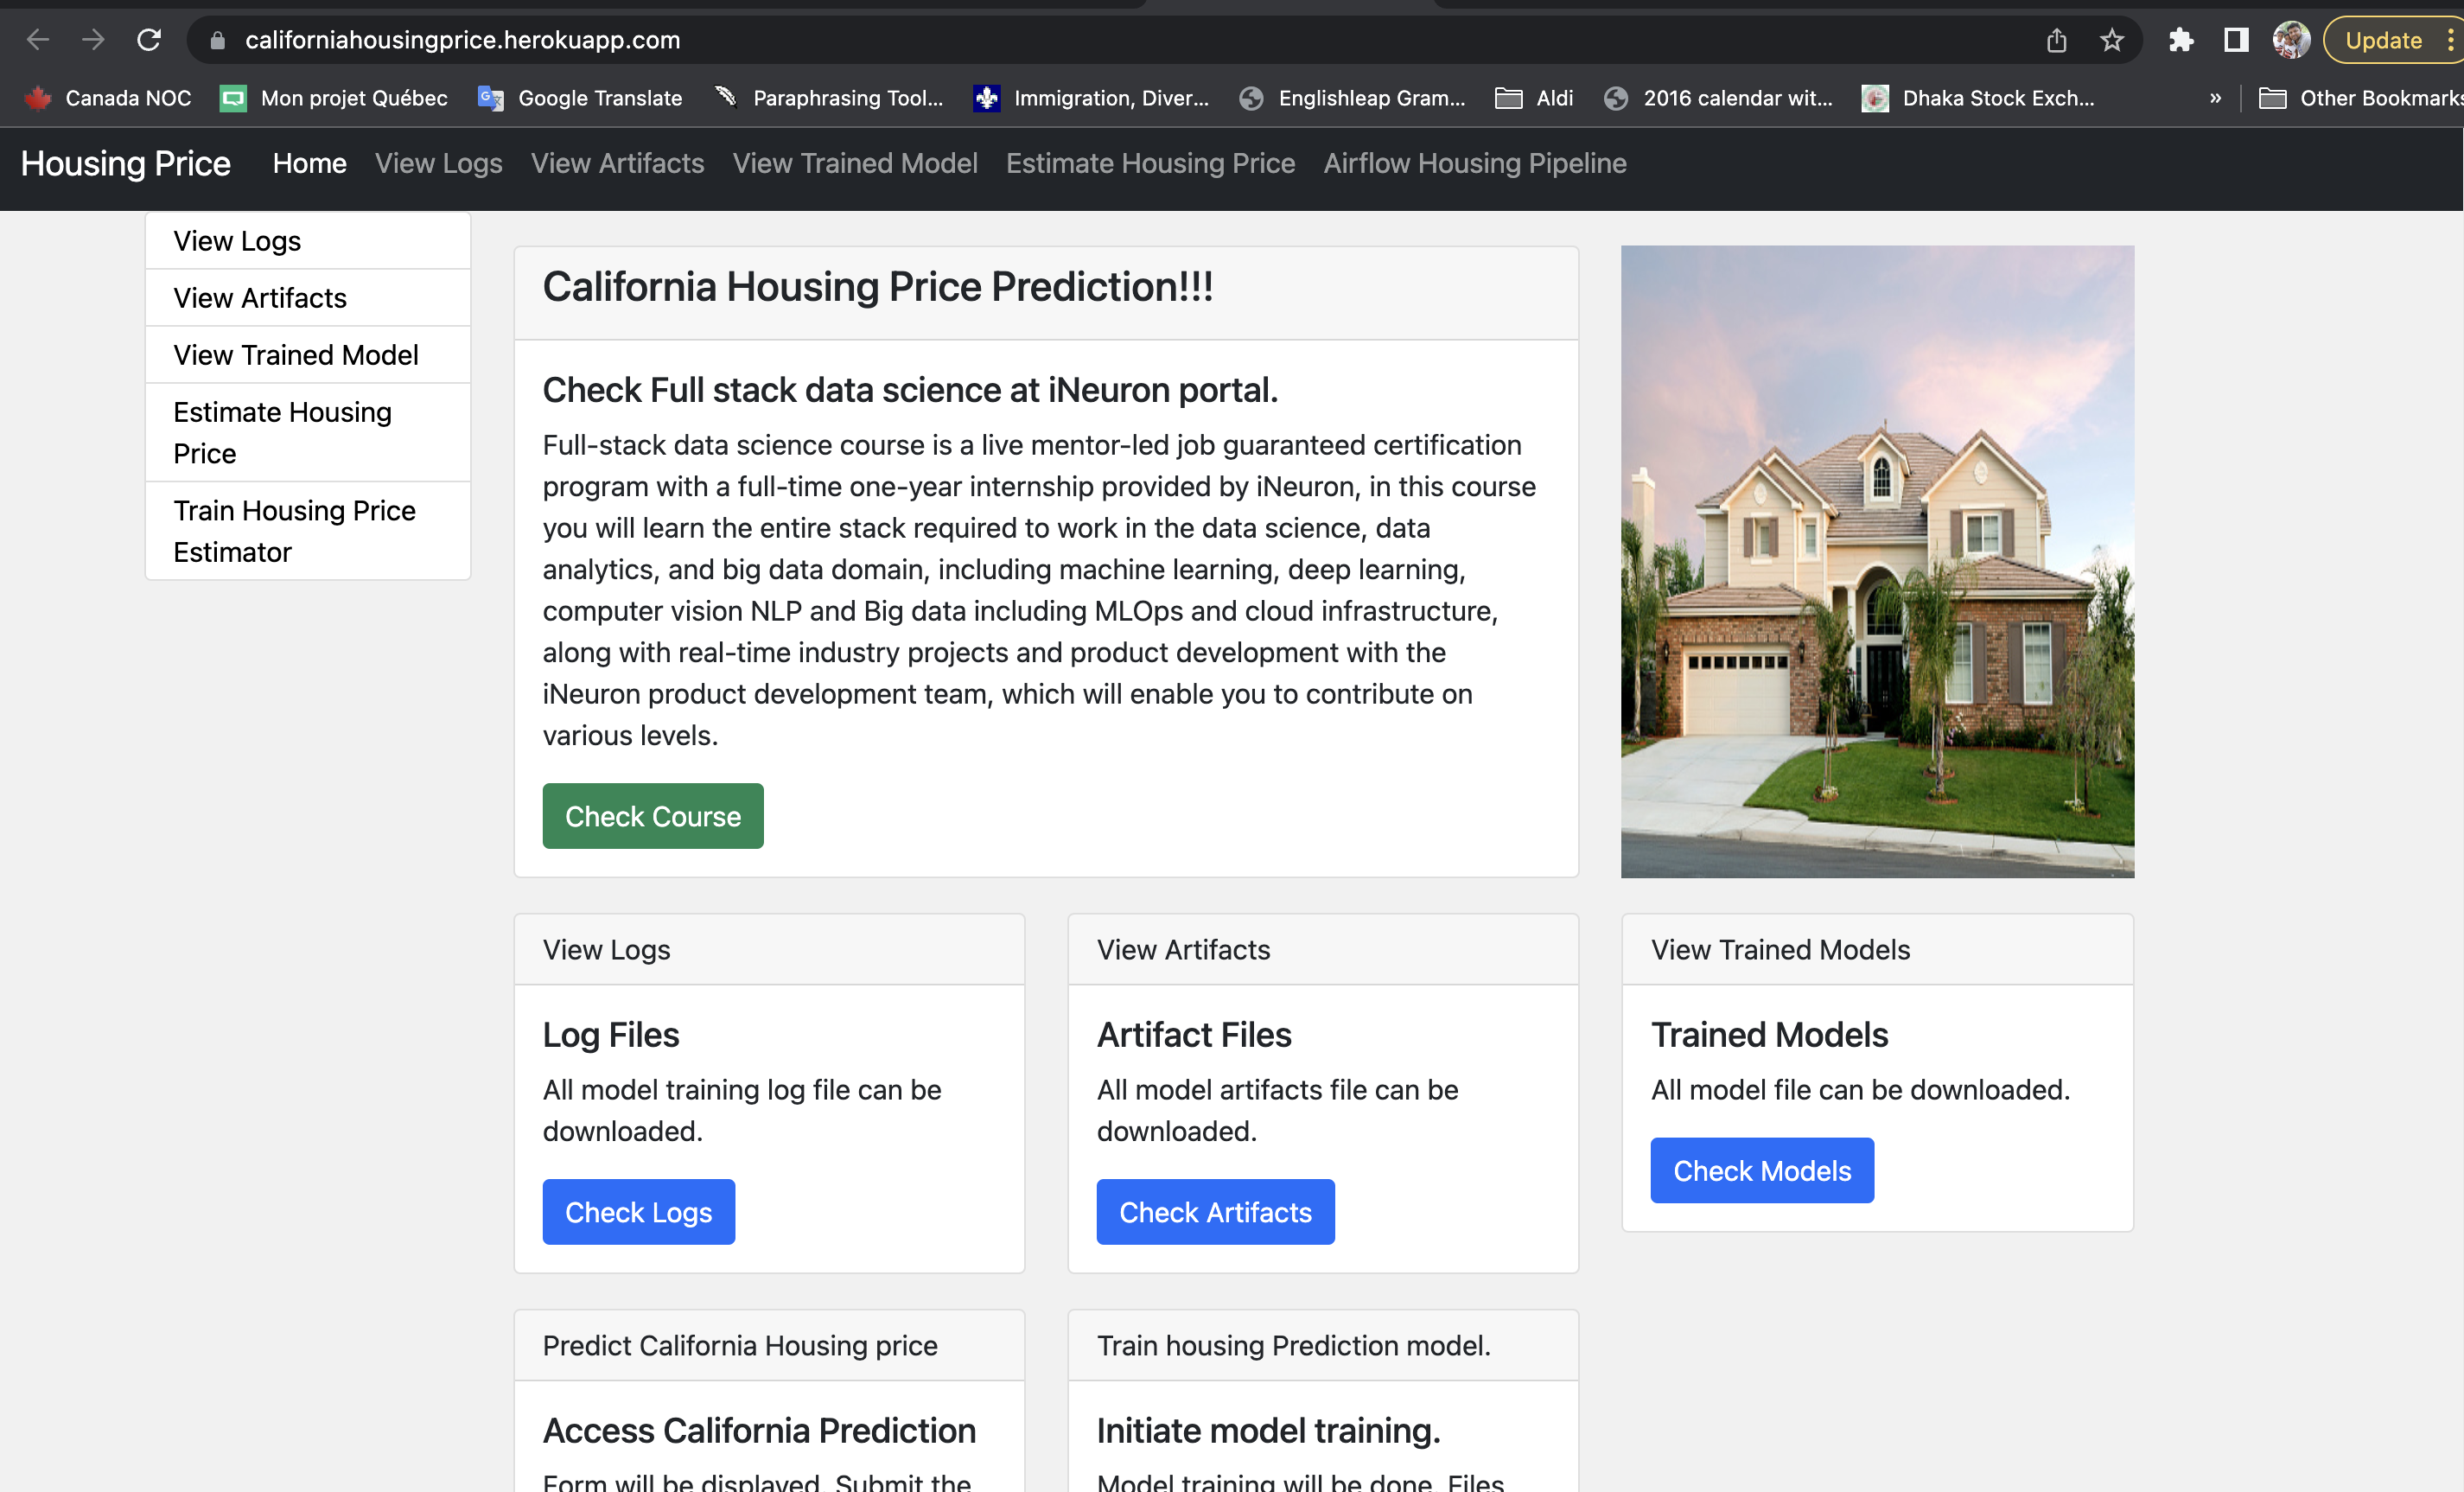 californiahousingprice.herokuapp.com
Update
Canada NOC
Mon projet Québec
Google Translate
Paraphrasing Tool...
Immigration, Diver...
Englishleap Gram...
Aldi
2016 calendar wit...
Dhaka Stock Exch...
»
Other Bookmarks
Housing Price
Home
View Logs
View Artifacts
View Trained Model
Estimate Housing Price
Airflow Housing Pipeline
View Logs
View Artifacts
View Trained Model
Estimate Housing
Price
Train Housing Price
Estimator
California Housing Price Prediction!!!
Check Full stack data science at iNeuron portal.
Full-stack data science course is a live mentor-led job guaranteed certification
program with a full-time one-year internship provided by iNeuron, in this course
you will learn the entire stack required to work in the data science, data
analytics, and big data domain, including machine learning, deep learning,
computer vision NLP and Big data including MLOps and cloud infrastructure,
along with real-time industry projects and product development with the
iNeuron product development team, which will enable you to contribute on
various levels.
Check Course
View Logs
Log Files
All model training log file can be
downloaded.
Check Logs
View Artifacts
Artifact Files
All model artifacts file can be
downloaded.
Check Artifacts
View Trained Models
Trained Models
All model file can be downloaded.
Check Models
Predict California Housing price
Access California Prediction
Form will be displayed. Submit the
Train housing Prediction model.
Initiate model training.
Model training will be done. Files